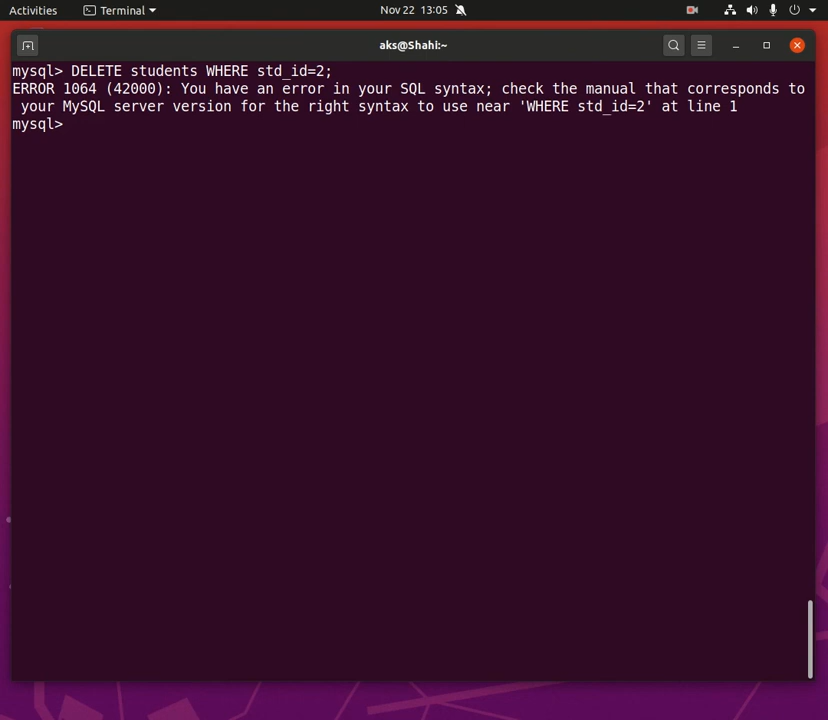 Activities Terminal Nov 22 13:05
aks@Shahi:~
mysql> DELETE students WHERE std_id=2;
ERROR 1064 (42000): You have an error in your SQL syntax; check the manual that corresponds to
your MySQL server version for the right syntax to use near 'WHERE std_id=2' at line 1
mysql>